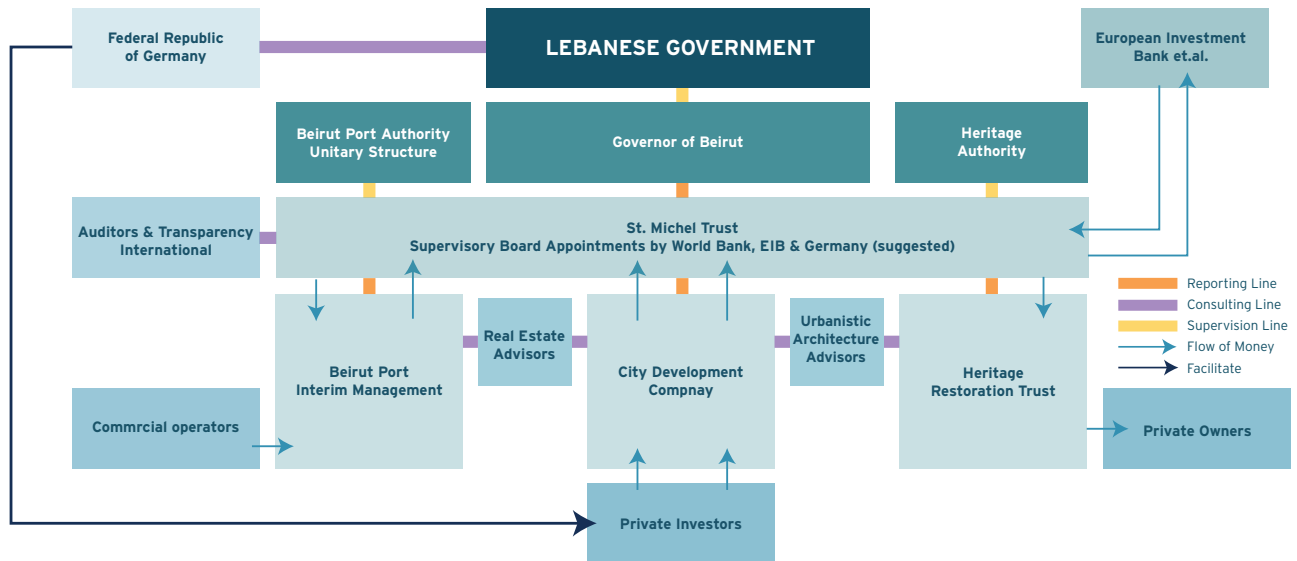 Federal Republic
of Germany
LEBANESE GOVERNMENT
European Investment
Bank et.al.
Beirut Port Authority
Unitary Structure
Governor of Beirut
Heritage
Authority
Auditors & Transparency
International
St. Michel Trust
Supervisory Board Appointments by World Bank, EIB & Germany (suggested)
Reporting Line
Consulting Line
Supervision Line
Flow of Money
Facilitate
Real Estate
Advisors
Urbanistic
Architecture
Advisors
Beirut Port
Interim Management
City Development
Compnay
Heritage
Restoration Trust
Commrcial operators
Private Owners
Private Investors